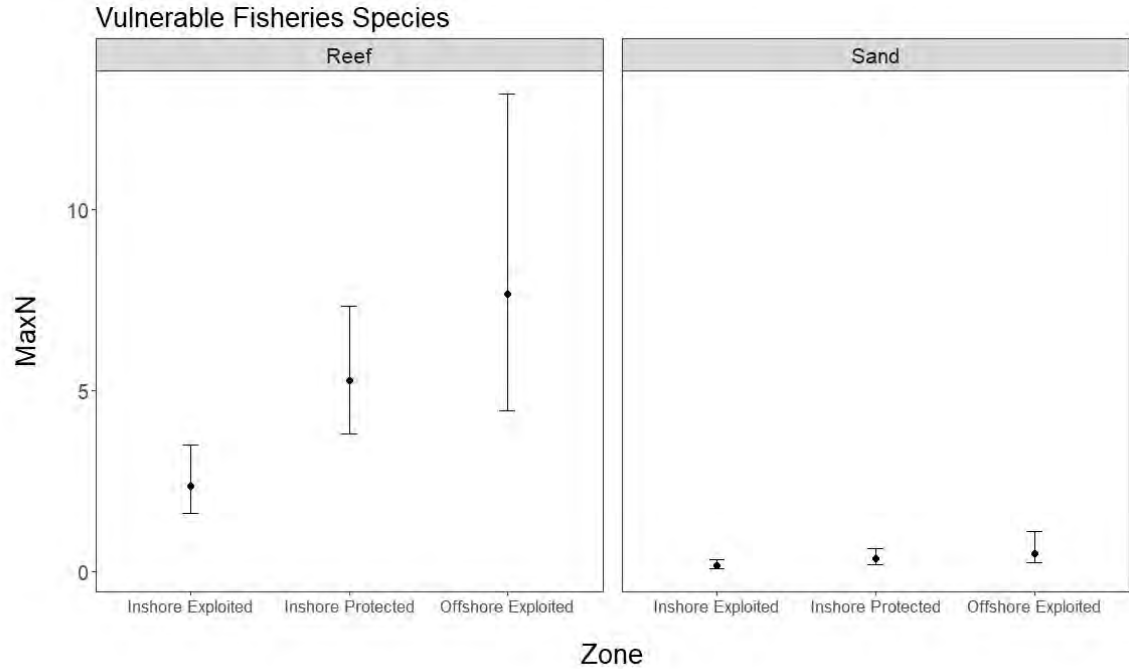 Vulnerable Fisheries Species
Reef
Sand
MaxN
10
5
0
Inshore Exploited
Inshore Protected
Offshore Exploited
Inshore Exploited
Inshore Protected
Offshore Exploited
Zone